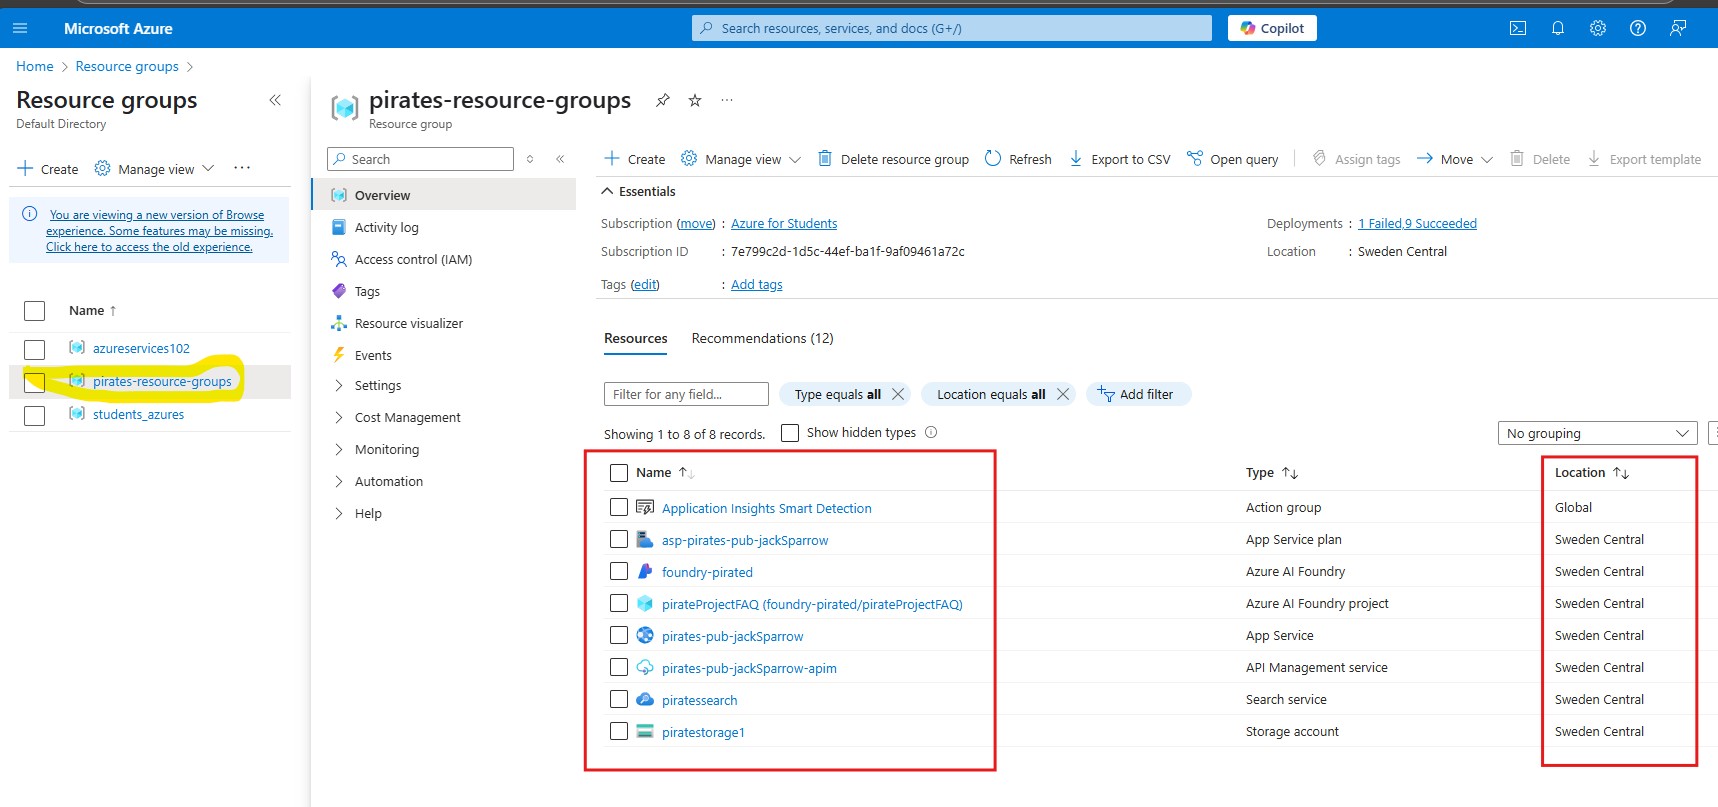 Microsoft Azure
Search resources, services, and docs (G+/)
Copilot
Home > Resource groups >
Resource groups
Default Directory
Create
Manage view
You are viewing a new version of Browse
experience. Some features may be missing.
Click here to access the old experience.
Name ↑
azureservices102
pirates-resource-groups
students_azures
pirates-resource-groups
Resource group
Search
Overview
Activity log
Access control (IAM)
Tags
Resource visualizer
Events
Settings
Cost Management
Monitoring
Automation
Help
Create
Manage view
Delete resource group
Refresh
Export to CSV
Open query
Assign tags
Move
Delete
Export template
Essentials
Subscription (move) : Azure for Students
Subscription ID : 7e799c2d-1d5c-44ef-ba1f-9af09461a72c
Tags (edit) : Add tags
Deployments : 1 Failed,9 Succeeded
Location : Sweden Central
Resources
Recommendations (12)
Filter for any field...
Type equals all
Location equals all
Add filter
Showing 1 to 8 of 8 records.
Show hidden types
No grouping
Name ↑↓ Type ↑↓ Location ↑↓
Application Insights Smart Detection Action group Global
asp-pirates-pub-jackSparrow App Service plan Sweden Central
foundry-pirated Azure AI Foundry Sweden Central
pirateProjectFAQ (foundry-pirated/pirateProjectFAQ) Azure AI Foundry project Sweden Central
pirates-pub-jackSparrow App Service Sweden Central
pirates-pub-jackSparrow-apim API Management service Sweden Central
piratessearch Search service Sweden Central
piratestorage1 Storage account Sweden Central